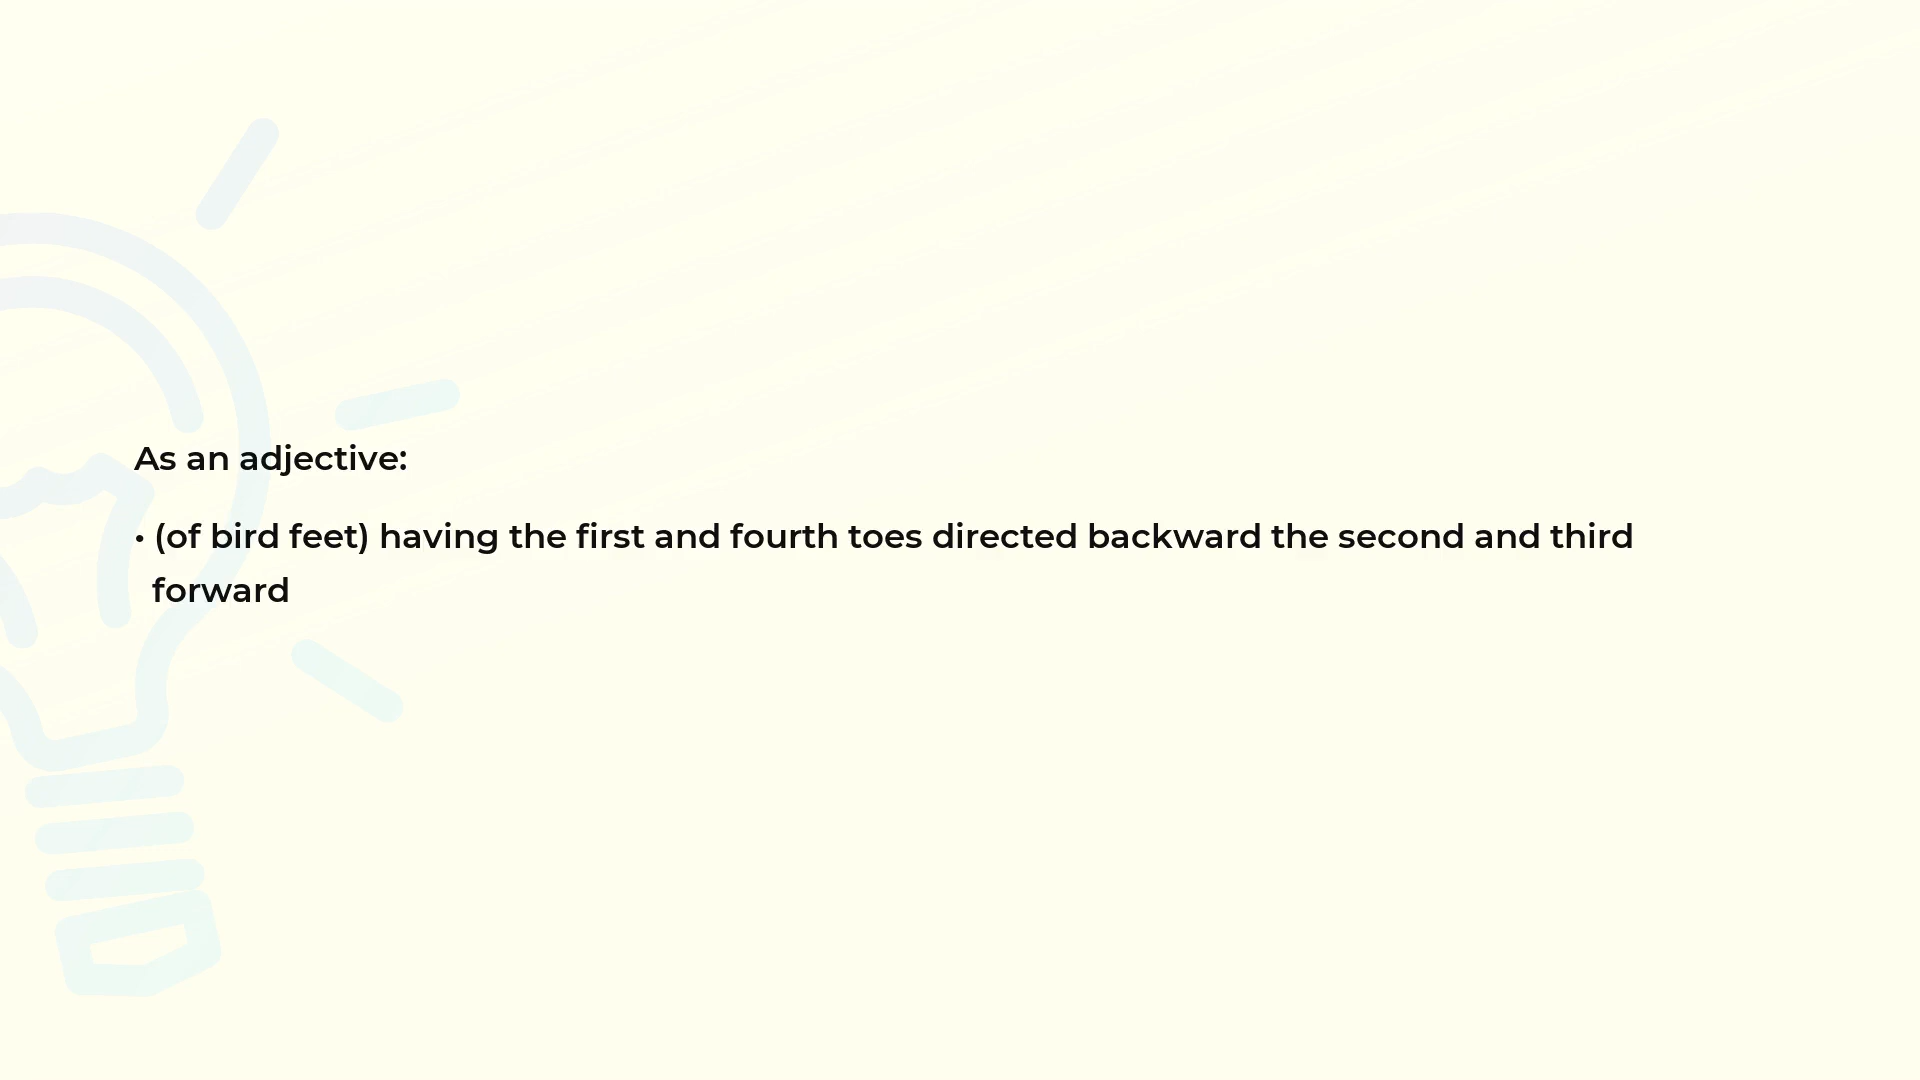 As an adjective:
• (of bird feet) having the first and fourth toes directed backward the second and third
forward